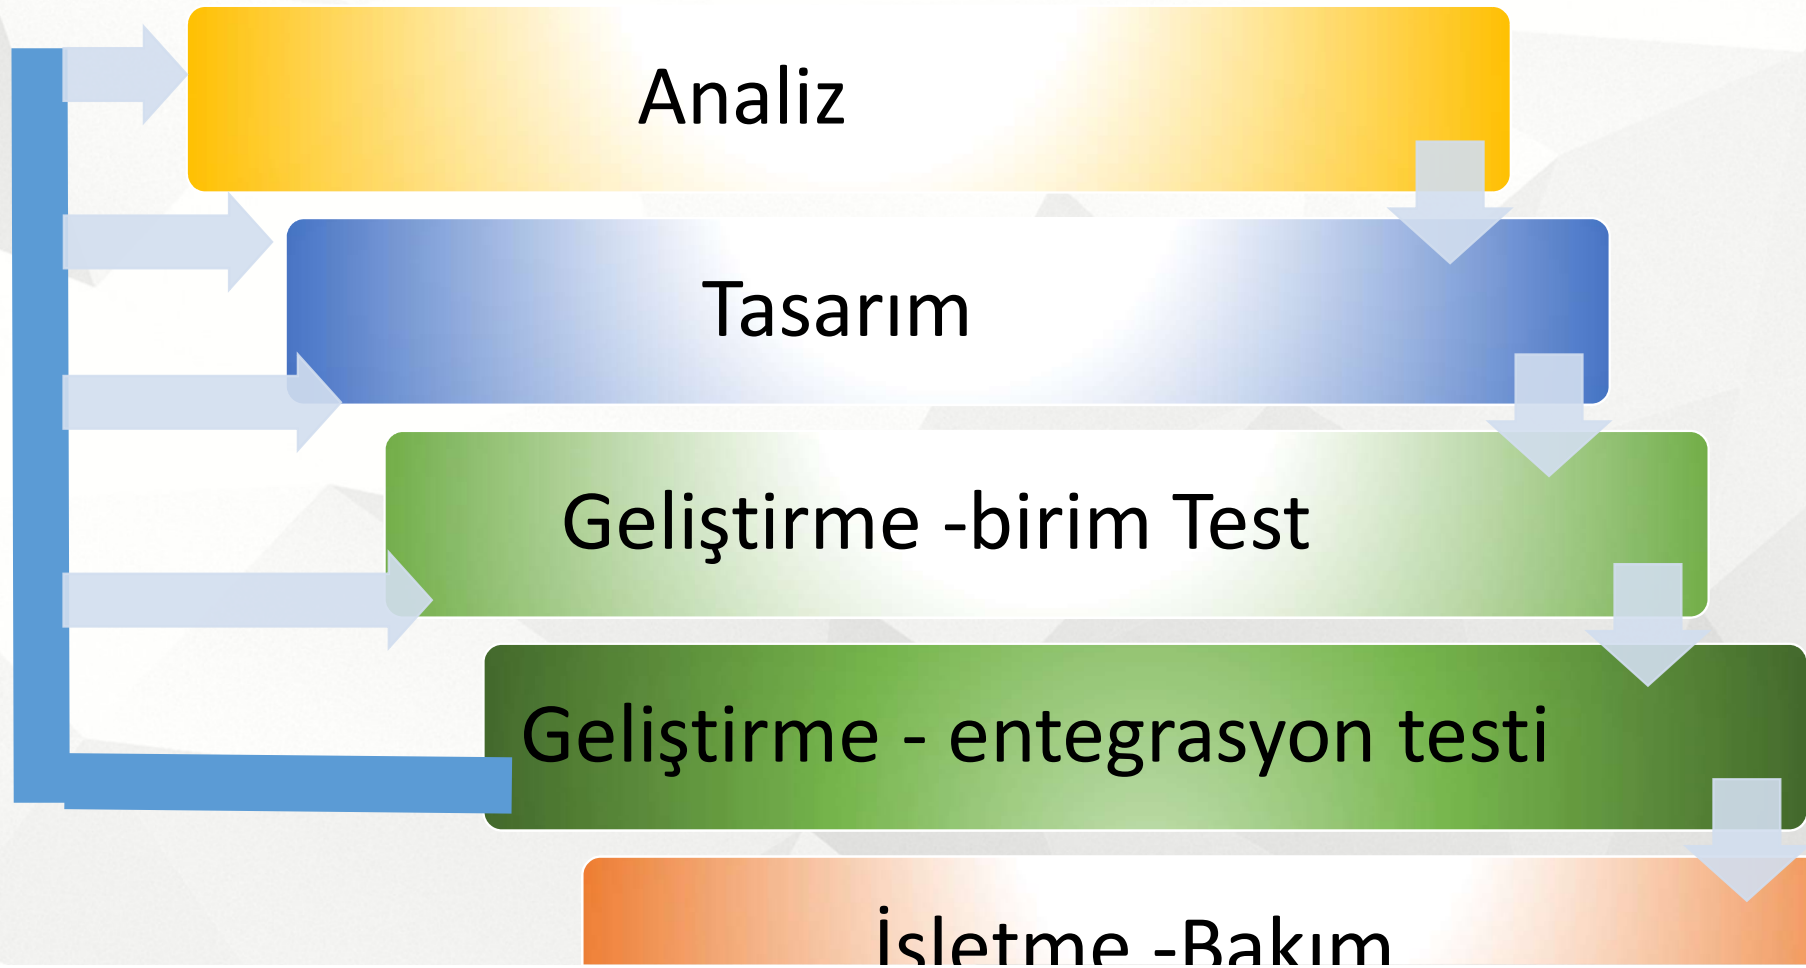 Analiz
Tasarım
Geliştirme -birim Test
Geliştirme - entegrasyon testi
İşletme -Bakım